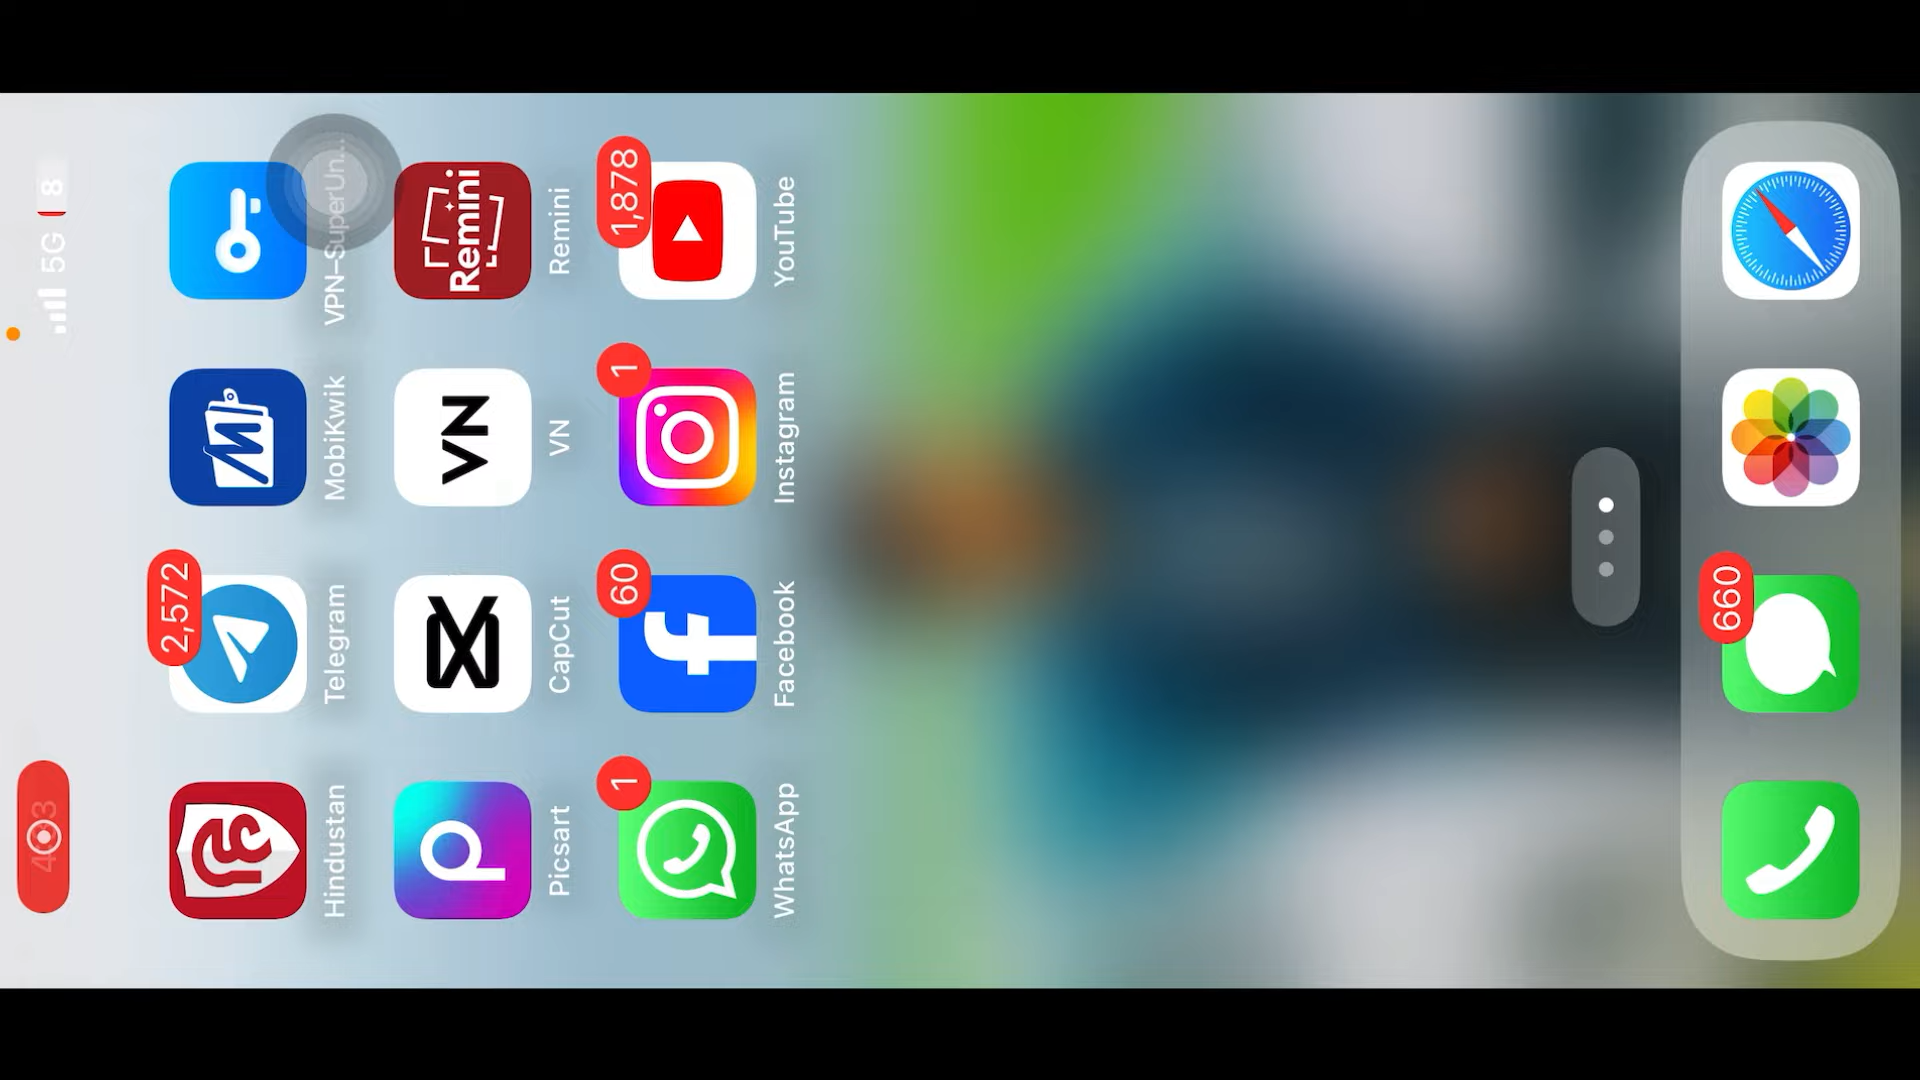 5G 8
2,572
Hindustan Telegram MobiKwik VPN–SuperUn...
VN Remini
Picsart CapCut VN Remini
1 60 1 1,878
WhatsApp Facebook Instagram YouTube
660